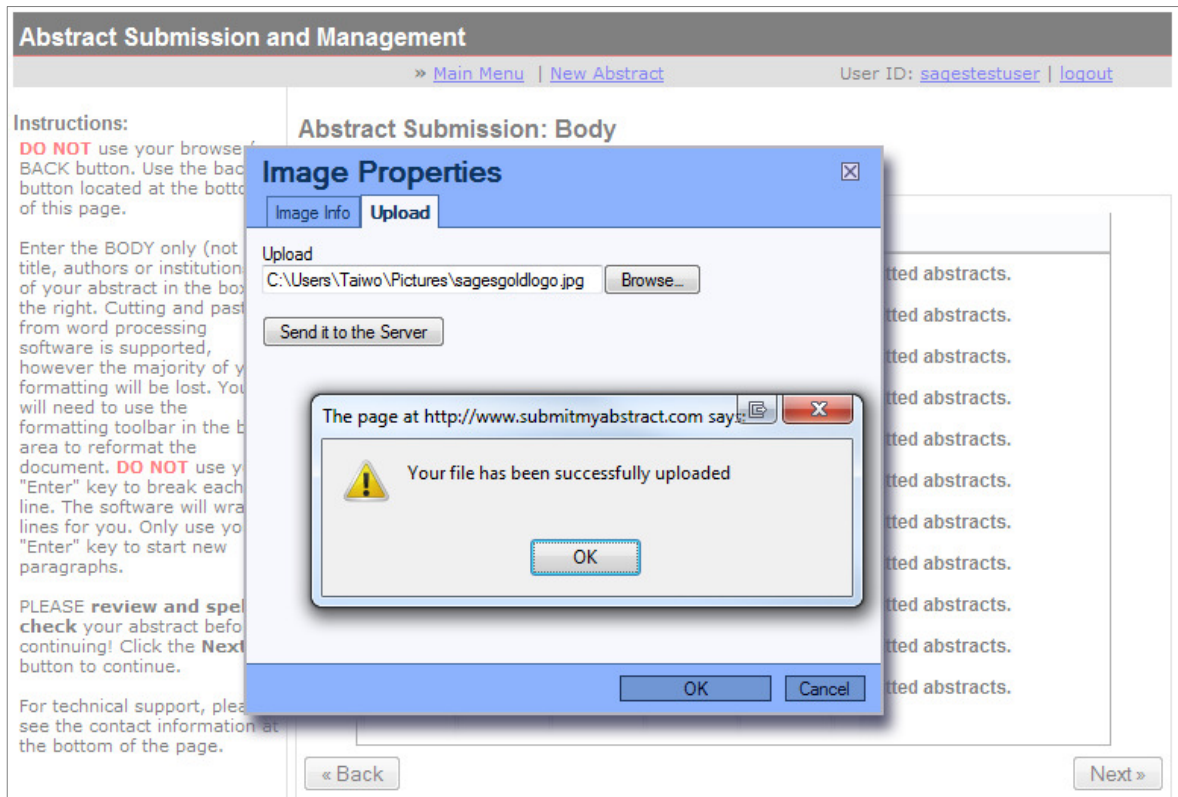 Abstract Submission and Management
» Main Menu | New Abstract
User ID: sagestestuser | logout
Instructions:
DO NOT use your browser
BACK button. Use the bac
button located at the botto
of this page.
Enter the BODY only (not
title, authors or institution
of your abstract in the box
the right. Cutting and past
from word processing
software is supported,
however the majority of y
formatting will be lost. You
will need to use the
formatting toolbar in the b
area to reformat the
document. DO NOT use y
"Enter" key to break each
line. The software will wra
lines for you. Only use yo
"Enter" key to start new
paragraphs.
PLEASE review and spel
check your abstract befo
continuing! Click the Next
button to continue.
For technical support, plea
see the contact information at
the bottom of the page.
Abstract Submission: Body
Image Properties
Image Info
Upload
Upload
C:\Users\Taiwo\Pictures\sagesgoldlogo.jpg
Browse...
Send it to the Server
The page at http://www.submitmyabstract.com says:
Your file has been successfully uploaded
OK
OK
Cancel
tted abstracts.
tted abstracts.
tted abstracts.
tted abstracts.
tted abstracts.
tted abstracts.
tted abstracts.
tted abstracts.
tted abstracts.
tted abstracts.
tted abstracts.
« Back
Next »